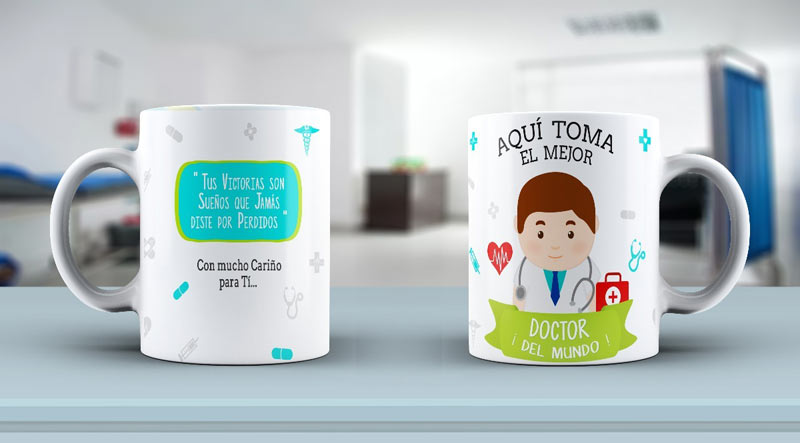 " Tus Victorias son
Sueños que Jamás
diste por Perdidos "
Con mucho Cariño
para Tí...
AQUÍ TOMA
EL MEJOR
DOCTOR
¡ DEL MUNDO !